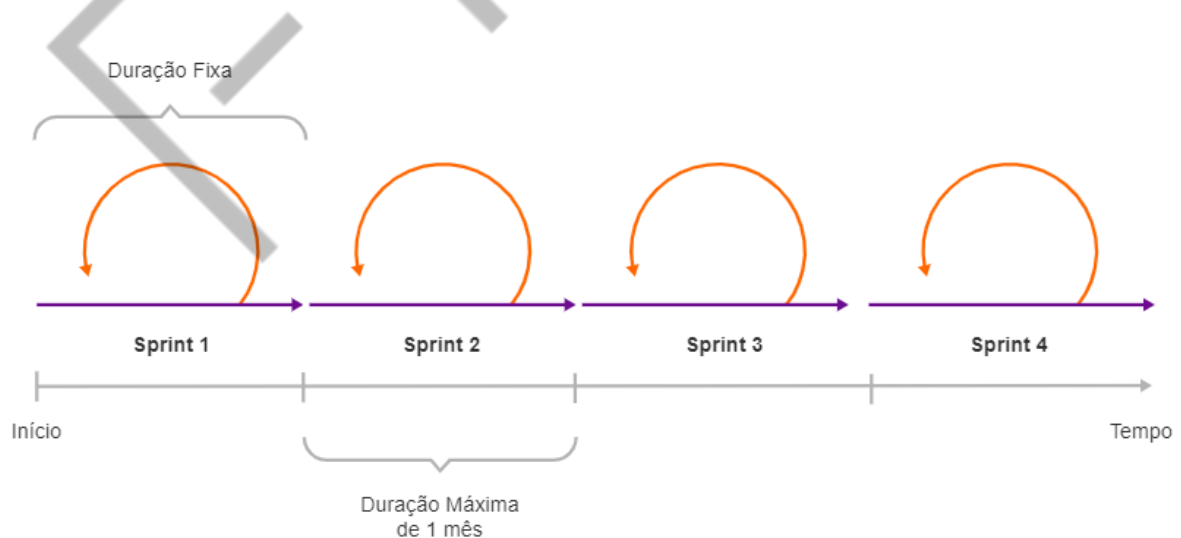 Duração Fixa
Sprint 1
Sprint 2
Sprint 3
Sprint 4
Início
Tempo
Duração Máxima
de 1 mês